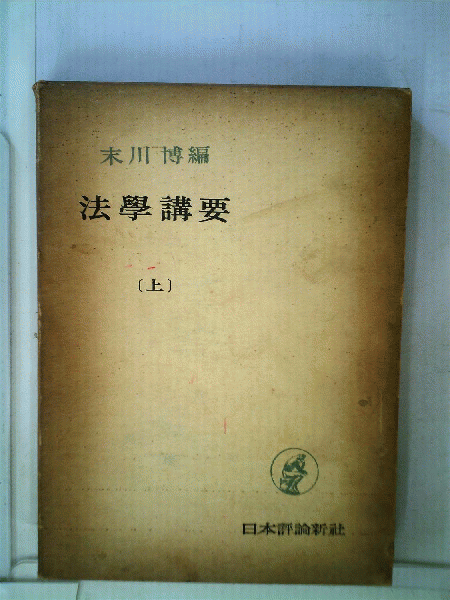 末川博編
法學講要
〔上〕
日本評論新社